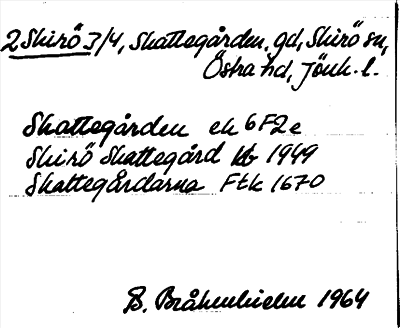 2 Skirö 3/4, Skattegården, gd, Skirö sn,
Östra hd, Jönk. l.
Skattegården ek 6F2e
Skirö Skattegård kb 1949
Skattegårdarna Ftk 1670
B. Bråkenhielm 1964